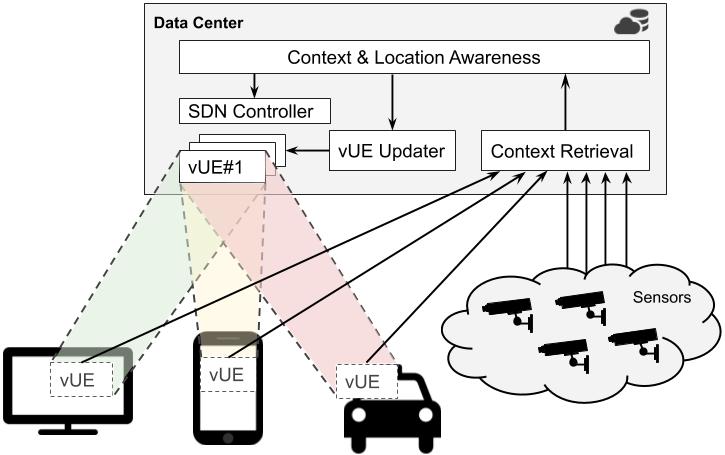 Data Center
Context & Location Awareness
SDN Controller
vUE#1
vUE Updater
Context Retrieval
Sensors
vUE
vUE
vUE